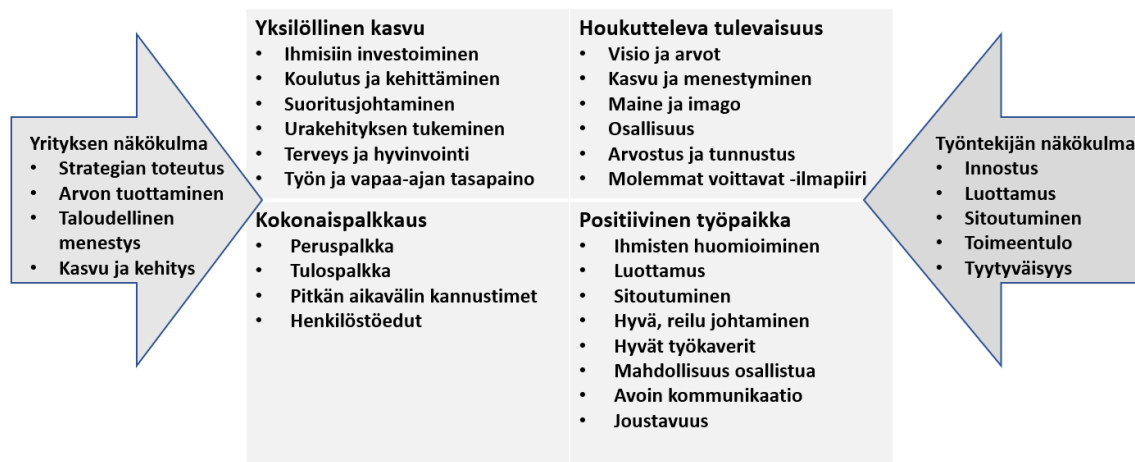 Yrityksen näkökulma
• Strategian toteutus
• Arvon tuottaminen
• Taloudellinen
menestys
• Kasvu ja kehitys
Yksilöllinen kasvu
• Ihmisiin investoiminen
• Koulutus ja kehittäminen
• Suoritusjohtaminen
• Urakehityksen tukeminen
• Terveys ja hyvinvointi
• Työn ja vapaa-ajan tasapaino
Houkutteleva tulevaisuus
• Visio ja arvot
• Kasvu ja menestyminen
• Maine ja imago
• Osallisuus
• Arvostus ja tunnustus
• Molemmat voittavat -ilmapiiri
Kokonaispalkkaus
• Peruspalkka
• Tulospalkka
• Pitkän aikavälin kannustimet
• Henkilöstöedut
Positiivinen työpaikka
• Ihmisten huomioiminen
• Luottamus
• Sitoutuminen
• Hyvä, reilu johtaminen
• Hyvät työkaverit
• Mahdollisuus osallistua
• Avoin kommunikaatio
• Joustavuus
Työntekijän näkökulma
• Innostus
• Luottamus
• Sitoutuminen
• Toimeentulo
• Tyytyväisyys